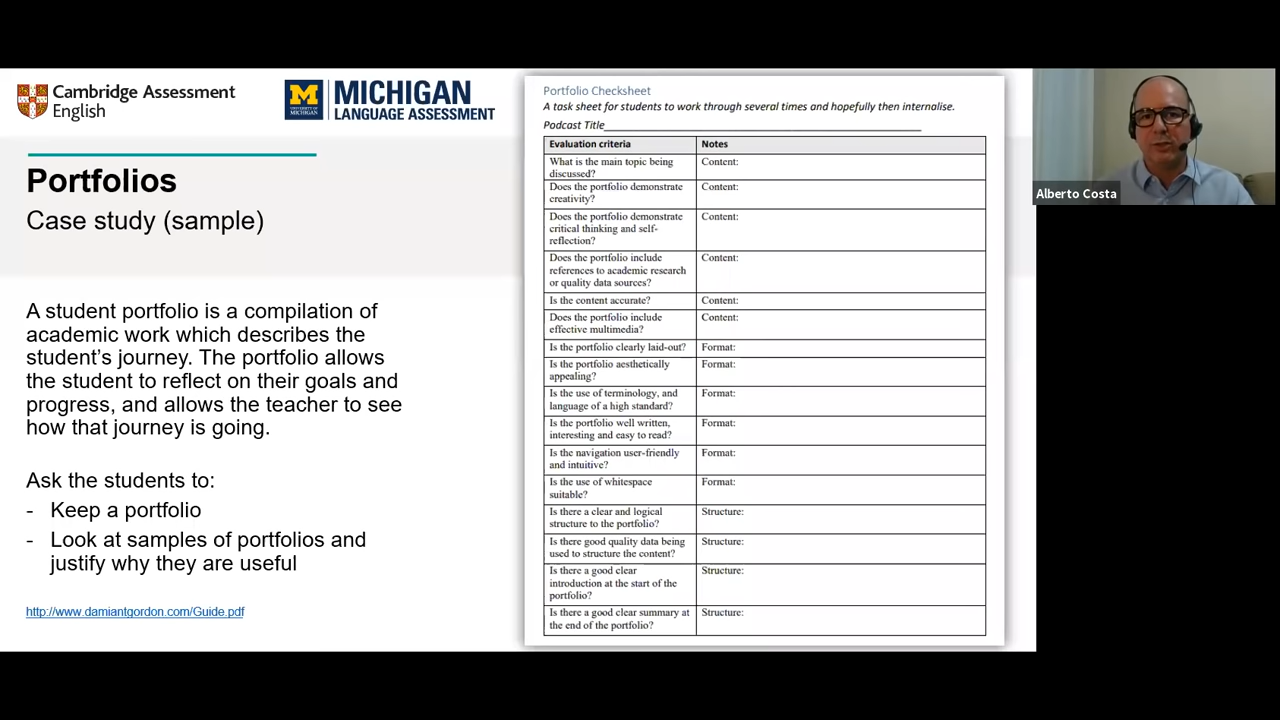 Cambridge Assessment
English
M
UNIVERSITY OF
MICHIGAN
MICHIGAN
LANGUAGE ASSESSMENT
Portfolios
Case study (sample)
A student portfolio is a compilation of
academic work which describes the
student's journey. The portfolio allows
the student to reflect on their goals and
progress, and allows the teacher to see
how that journey is going.
Ask the students to:
- Keep a portfolio
- Look at samples of portfolios and
justify why they are useful
http://www.damiantgordon.com/Guide.pdf
Portfolio Checksheet
A task sheet for students to work through several times and hopefully then internalise.
Podcast Title
Evaluation criteria Notes
What is the main topic being Content:
discussed?
Does the portfolio demonstrate Content:
creativity?
Does the portfolio demonstrate Content:
critical thinking and self-
reflection?
Does the portfolio include Content:
references to academic research
or quality data sources?
Is the content accurate? Content:
Does the portfolio include Content:
effective multimedia?
Is the portfolio clearly laid-out? Format:
Is the portfolio aesthetically Format:
appealing?
Is the use of terminology, and Format:
language of a high standard?
Is the portfolio well written, Format:
interesting and easy to read?
Is the navigation user-friendly Format:
and intuitive?
Is the use of whitespace Format:
suitable?
Is there a clear and logical Structure:
structure to the portfolio?
Is there good quality data being Structure:
used to structure the content?
Is there a good clear Structure:
introduction at the start of the
portfolio?
Is there a good clear summary at Structure:
the end of the portfolio?
Alberto Costa